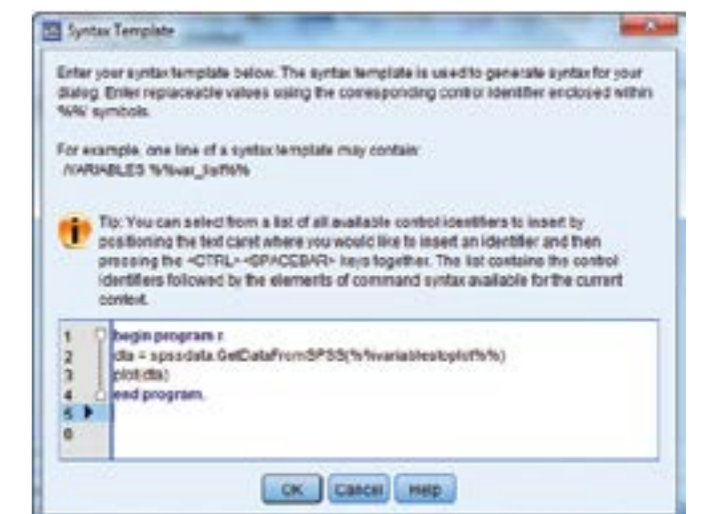 Syntax Template
Enter your syntax template below. The syntax template is used to generate syntax for your
dialog. Enter replaceable values using the corresponding control identifier enclosed within
'%%' symbols.
For example, one line of a syntax template may contain:
/VARIABLES %%var_list%%
Tip: You can select from a list of all available control identifiers to insert by
positioning the text caret where you would like to insert an identifier and then
pressing the <CTRL> <SPACEBAR> keys together. The list contains the control
identifiers followed by the elements of command syntax available for the current
context.
1 begin program r.
2 dta = spssdata.GetDataFromSPSS(%%variablestoplot%%)
3 plot(dta)
4 end program.
5
6
OK Cancel Help